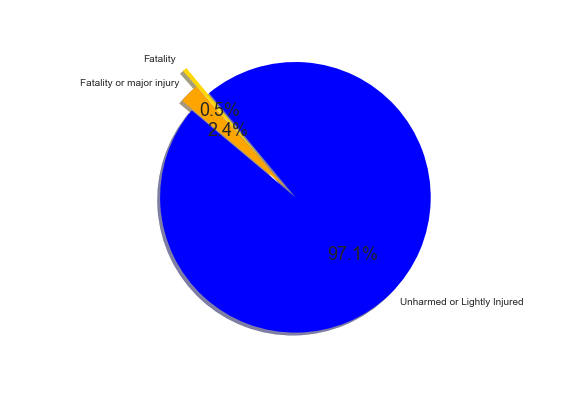 Fatality
Fatality or major injury
0.5%
2.4%
97.1%
Unharmed or Lightly Injured